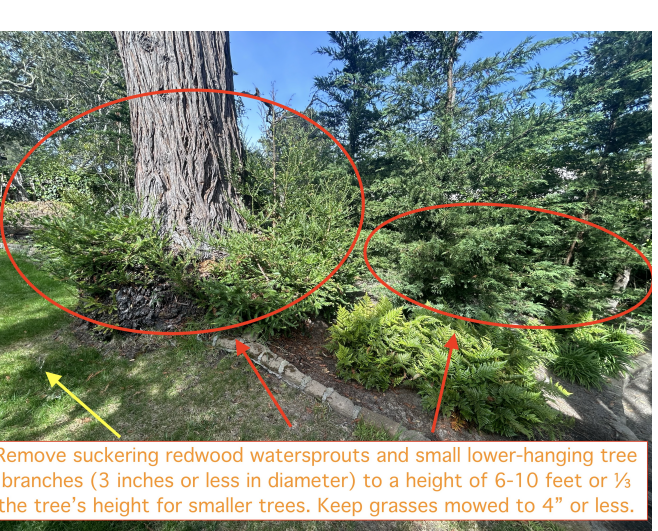 Remove suckering redwood watersprouts and small lower-hanging tree
branches (3 inches or less in diameter) to a height of 6-10 feet or ⅓
the tree’s height for smaller trees. Keep grasses mowed to 4” or less.